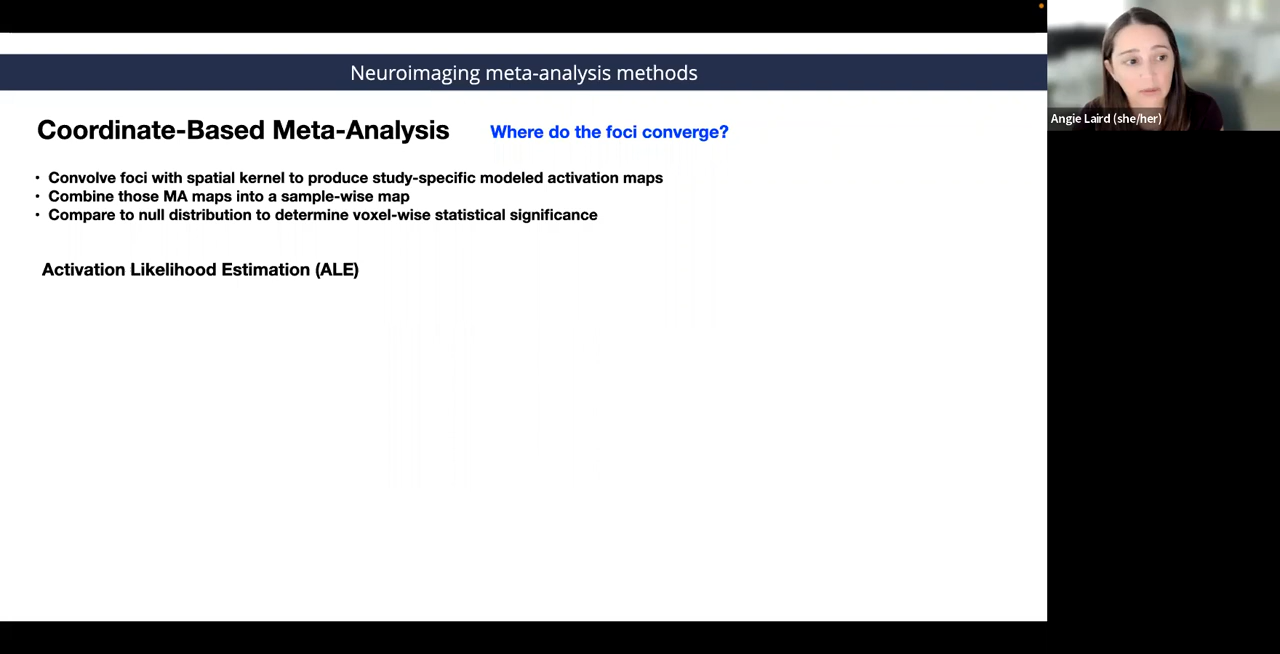 Neuroimaging meta-analysis methods
Coordinate-Based Meta-Analysis
Where do the foci converge?
• Convolve foci with spatial kernel to produce study-specific modeled activation maps
• Combine those MA maps into a sample-wise map
• Compare to null distribution to determine voxel-wise statistical significance
Activation Likelihood Estimation (ALE)
Angie Laird (she/her)